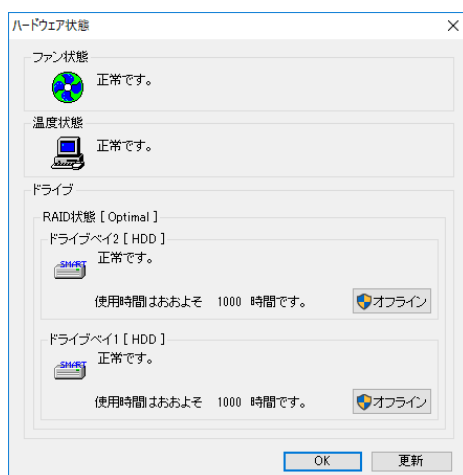 ハードウェア状態
ファン状態
正常です。
温度状態
正常です。
ドライブ
RAID状態 [ Optimal ]
ドライブベイ2 [ HDD ]
SMART
正常です。
使用時間はおおよそ 1000 時間です。
オフライン
ドライブベイ1 [ HDD ]
SMART
正常です。
使用時間はおおよそ 1000 時間です。
オフライン
OK
更新